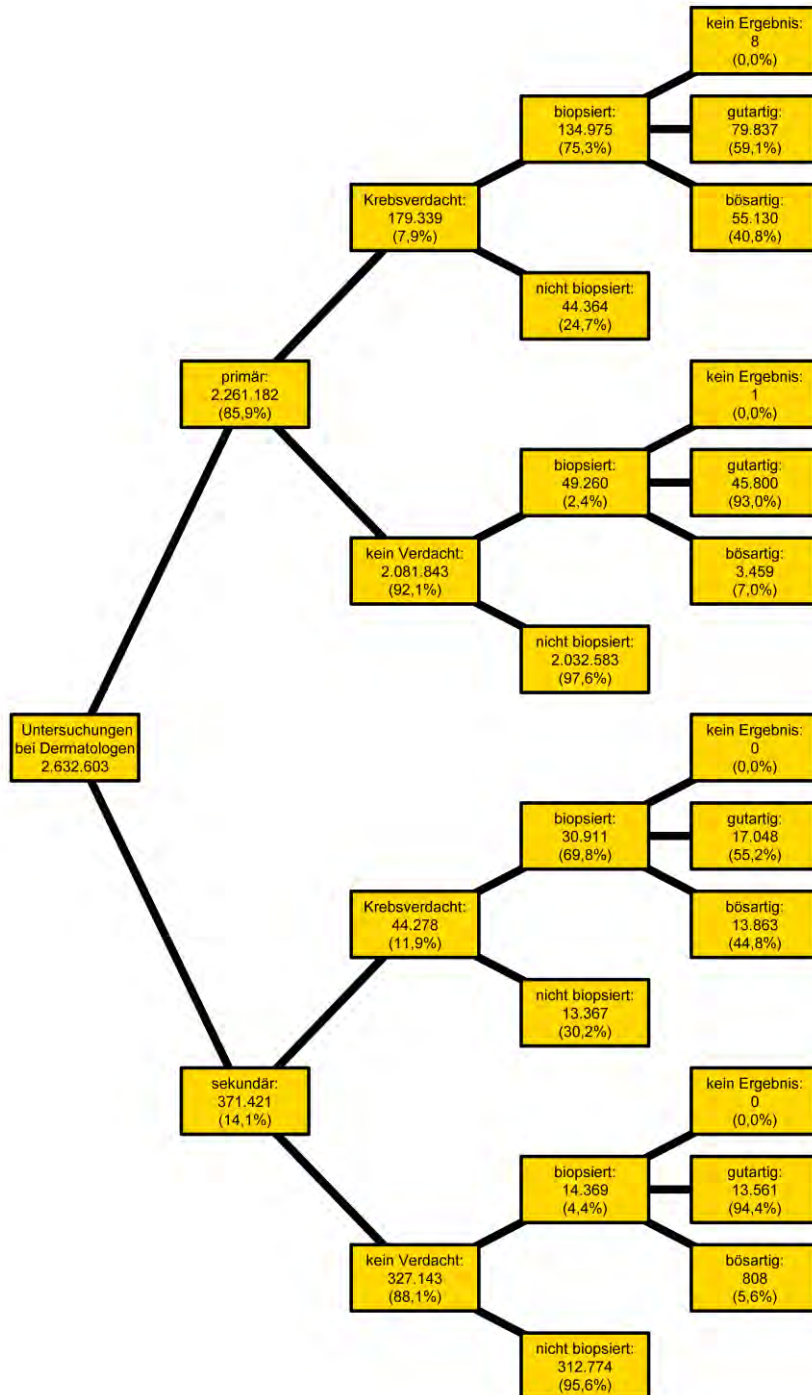 kein Ergebnis:
8
(0,0%)
biopsiert:
134.975
(75,3%)
gutartig:
79.837
(59,1%)
Krebsverdacht:
179.339
(7,9%)
bösartig:
55.130
(40,8%)
nicht biopsiert:
44.364
(24,7%)
primär:
2.261.182
(85,9%)
kein Ergebnis:
1
(0,0%)
biopsiert:
49.260
(2,4%)
gutartig:
45.800
(93,0%)
kein Verdacht:
2.081.843
(92,1%)
bösartig:
3.459
(7,0%)
nicht biopsiert:
2.032.583
(97,6%)
Untersuchungen
bei Dermatologen
2.632.603
kein Ergebnis:
0
(0,0%)
biopsiert:
30.911
(69,8%)
gutartig:
17.048
(55,2%)
Krebsverdacht:
44.278
(11,9%)
bösartig:
13.863
(44,8%)
nicht biopsiert:
13.367
(30,2%)
sekundär:
371.421
(14,1%)
kein Ergebnis:
0
(0,0%)
biopsiert:
14.369
(4,4%)
gutartig:
13.561
(94,4%)
kein Verdacht:
327.143
(88,1%)
bösartig:
808
(5,6%)
nicht biopsiert:
312.774
(95,6%)